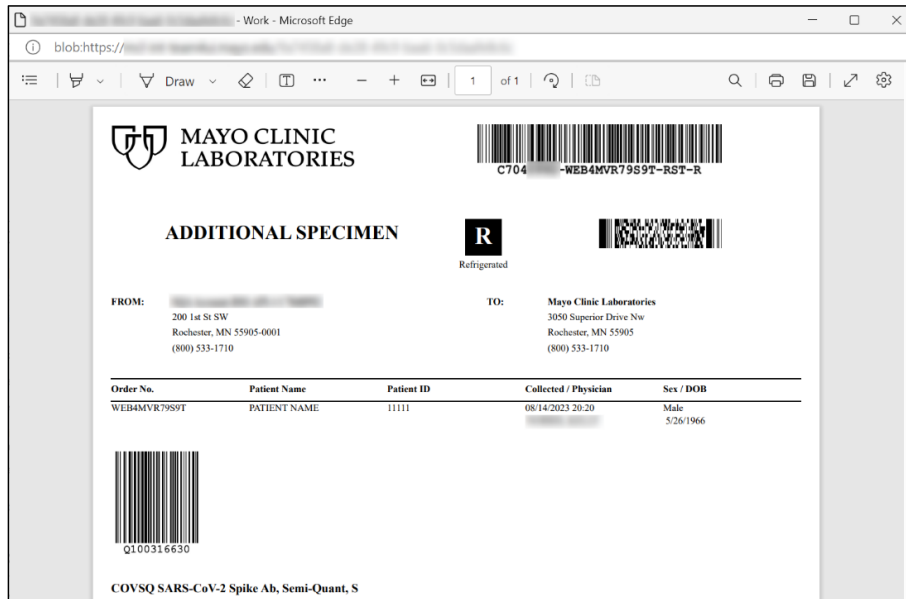 - Work - Microsoft Edge
blob:https://
Draw
1 of 1
MAYO CLINIC
LABORATORIES
C704 -WEB4MVR79S9T-RST-R
ADDITIONAL SPECIMEN
R
Refrigerated
FROM:
200 1st St SW
Rochester, MN 55905-0001
(800) 533-1710
TO:
Mayo Clinic Laboratories
3050 Superior Drive Nw
Rochester, MN 55905
(800) 533-1710
Order No. Patient Name Patient ID Collected / Physician Sex / DOB
WEB4MVR79S9T PATIENT NAME 11111 08/14/2023 20:20 Male
5/26/1966
Q100316630
COVSQ SARS-CoV-2 Spike Ab, Semi-Quant, S